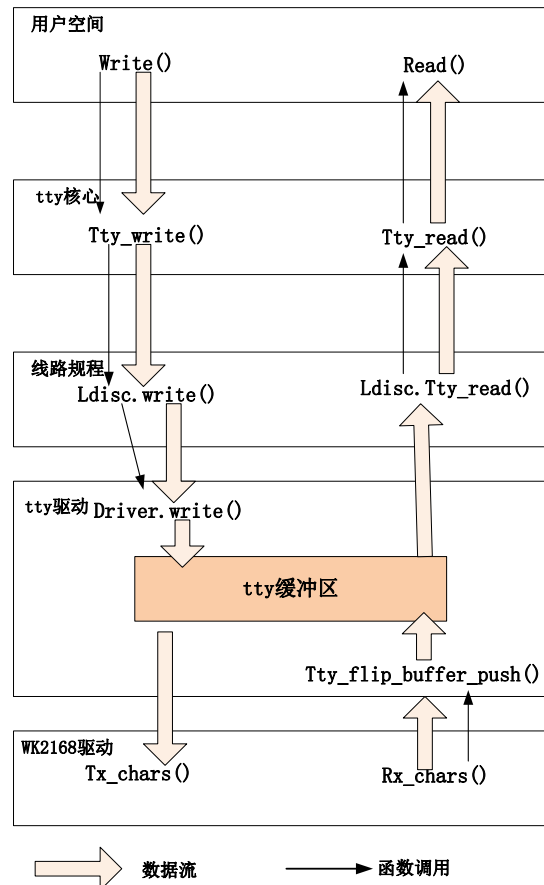 用户空间
Write() Read()
tty核心
Tty_write() Tty_read()
线路规程
Ldisc.write() Ldisc.Tty_read()
tty驱动 Driver.write()
tty缓冲区
Tty_flip_buffer_push()
WK2168驱动
Tx_chars() Rx_chars()
数据流 函数调用